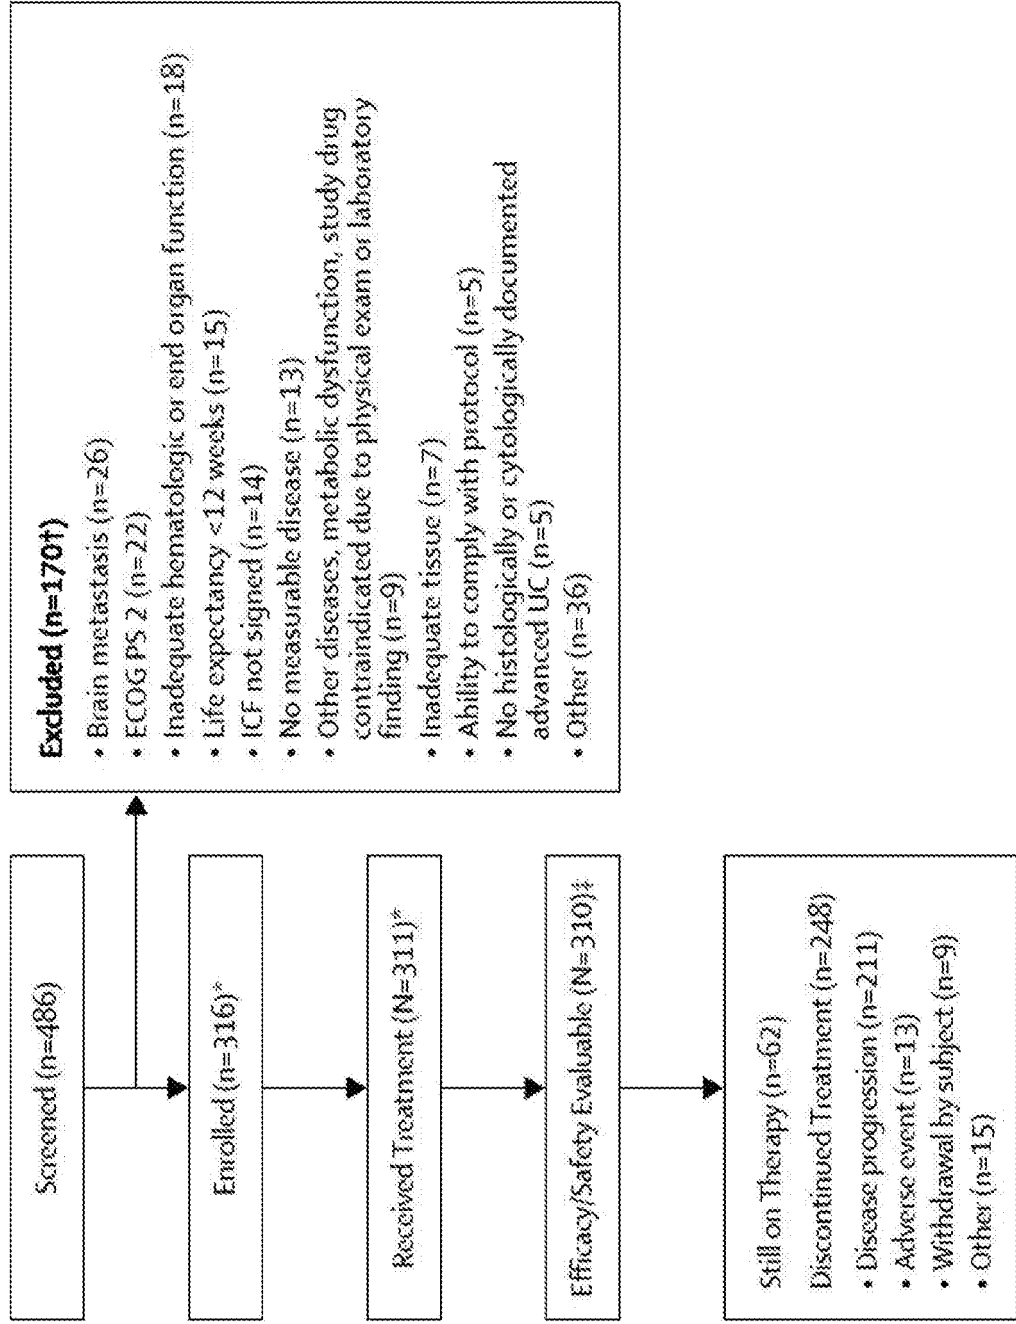 Screened (n=486)
Excluded (n=170†)
• Brain metastasis (n=26)
• ECOG PS 2 (n=22)
• Inadequate hematologic or end organ function (n=18)
• Life expectancy <12 weeks (n=15)
• ICF not signed (n=14)
• No measurable disease (n=13)
• Other diseases, metabolic dysfunction, study drug
contraindicated due to physical exam or laboratory
finding (n=9)
• Inadequate tissue (n=7)
• Ability to comply with protocol (n=5)
• No histologically or cytologically documented
advanced UC (n=5)
• Other (n=36)
Enrolled (n=316)*
Received Treatment (N=311)*
Efficacy/Safety Evaluable (N=310)‡
Still on Therapy (n=62)
Discontinued Treatment (n=248)
• Disease progression (n=211)
• Adverse event (n=13)
• Withdrawal by subject (n=9)
• Other (n=15)